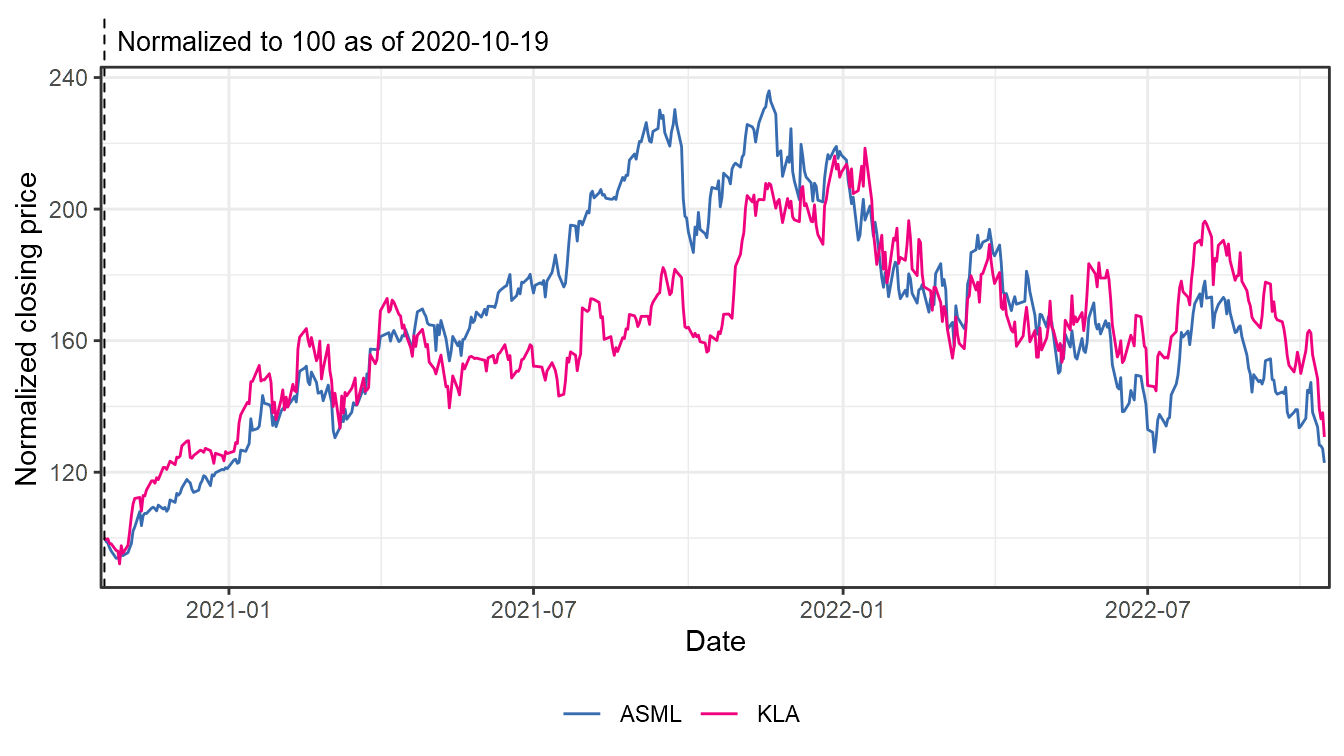 Normalized to 100 as of 2020-10-19
Normalized closing price
240
200
160
120
2021-01
2021-07
2022-01
2022-07
Date
ASML
KLA